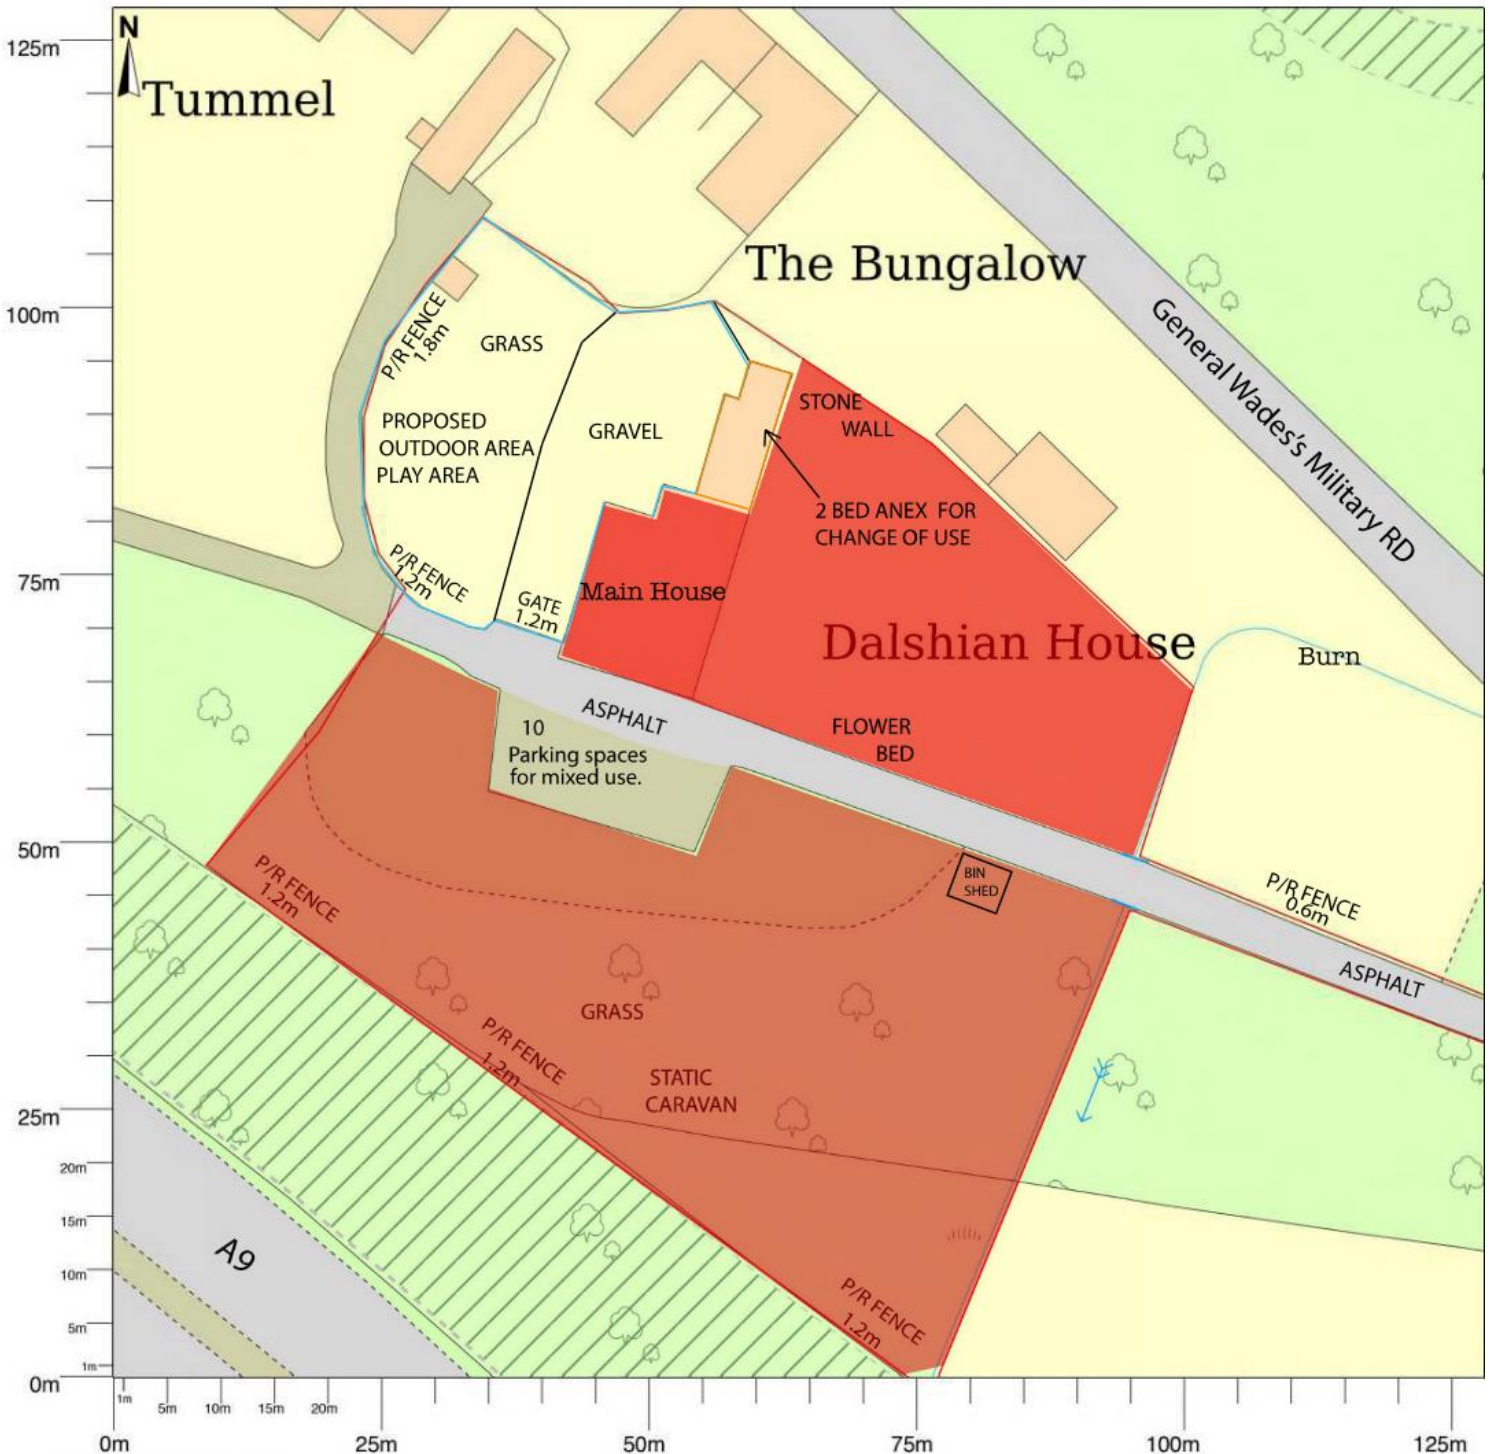 125m
N
Tummel
The Bungalow
General Wades's Military RD
100m
P/R FENCE
1.8m
GRASS
PROPOSED
OUTDOOR AREA
PLAY AREA
GRAVEL
STONE
WALL
2 BED ANEX FOR
CHANGE OF USE
75m
P/R FENCE
1.2m
GATE
1.2m
Main House
Dalshian House
Burn
ASPHALT
10
Parking spaces
for mixed use.
FLOWER
BED
50m
P/R FENCE
1.2m
BIN
SHED
P/R FENCE
0.6m
ASPHALT
GRASS
P/R FENCE
1.2m
STATIC
CARAVAN
25m
20m
15m
A9
10m
P/R FENCE
1.2m
5m
1m
0m
1m
5m
10m
15m
20m
0m
25m
50m
75m
100m
125m